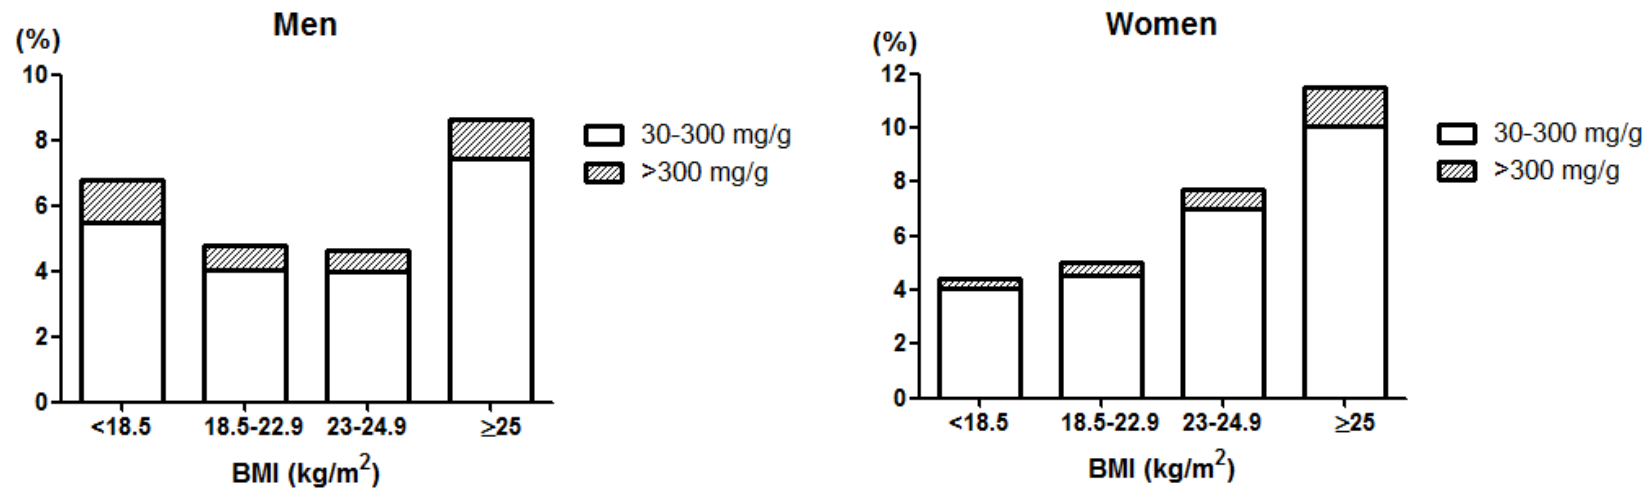 Men
(%)
10
8
6
4
2
0
<18.5 18.5-22.9 23-24.9 ≥25
BMI (kg/m²)
30-300 mg/g
>300 mg/g
Women
(%)
12
10
8
6
4
2
0
<18.5 18.5-22.9 23-24.9 ≥25
BMI (kg/m²)
30-300 mg/g
>300 mg/g